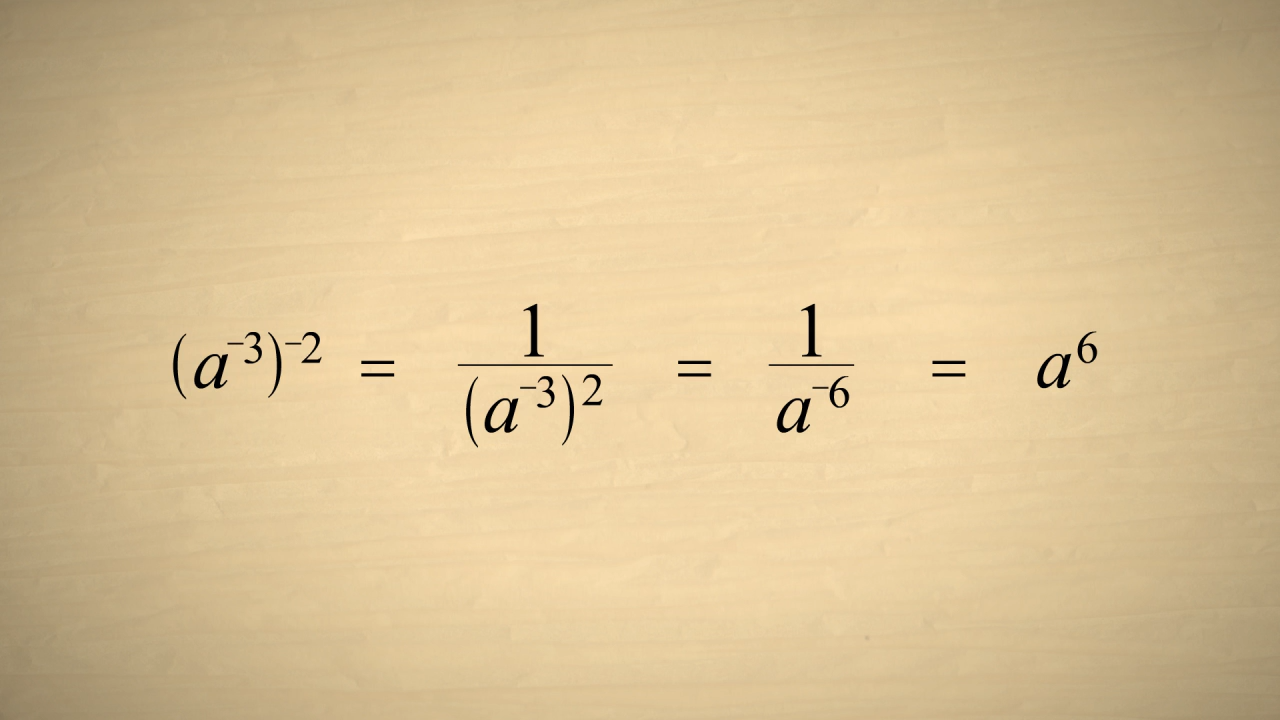 (a⁻³)⁻² = 1/(a⁻³)² = 1/a⁻⁶ = a⁶